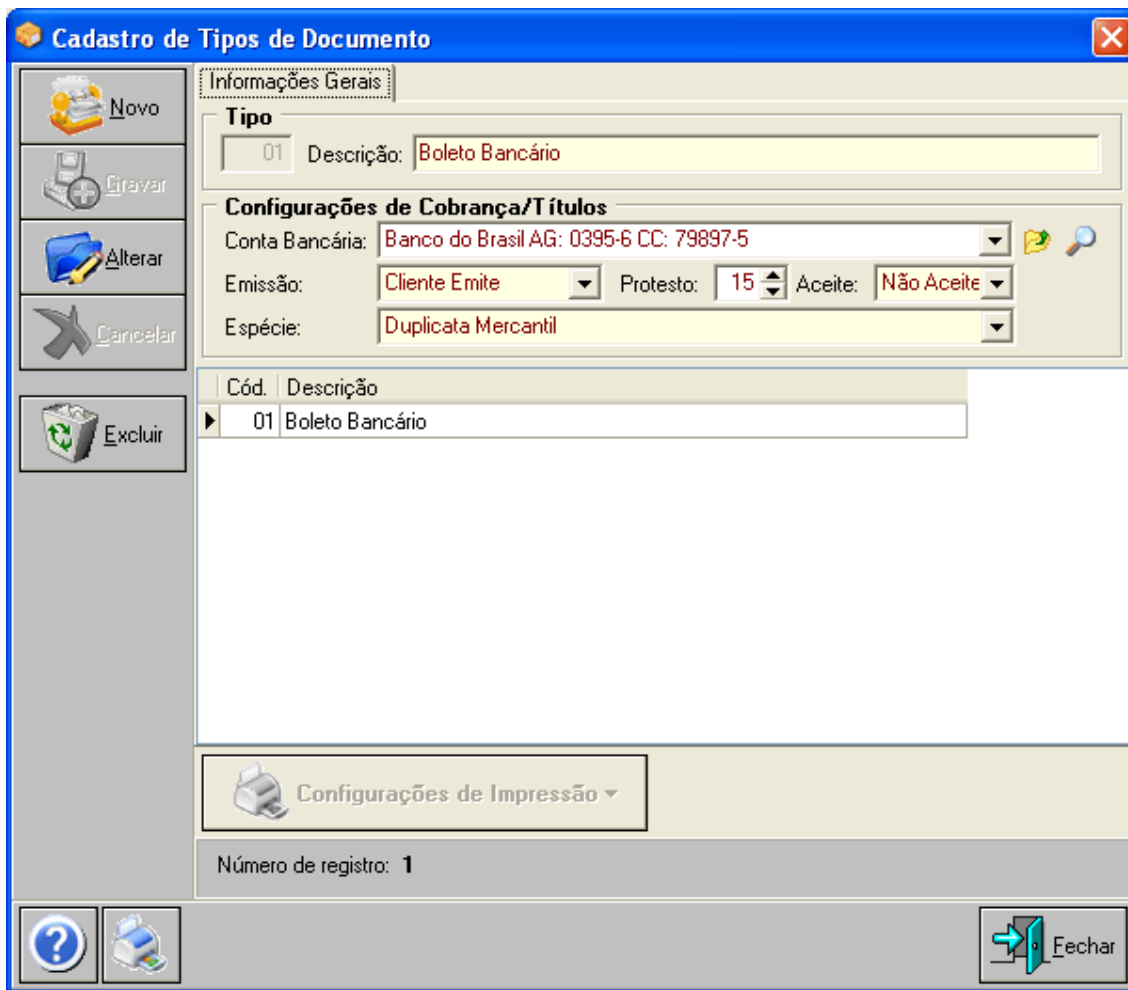 Cadastro de Tipos de Documento
Novo
Gravar
Alterar
Cancelar
Excluir
Informações Gerais
Tipo
01 Descrição: Boleto Bancário
Configurações de Cobrança/Títulos
Conta Bancária: Banco do Brasil AG: 0395-6 CC: 79897-5
Emissão: Cliente Emite Protesto: 15 Aceite: Não Aceite
Espécie: Duplicata Mercantil
Cód. Descrição
01 Boleto Bancário
Configurações de Impressão
Número de registro: 1
?
Fechar